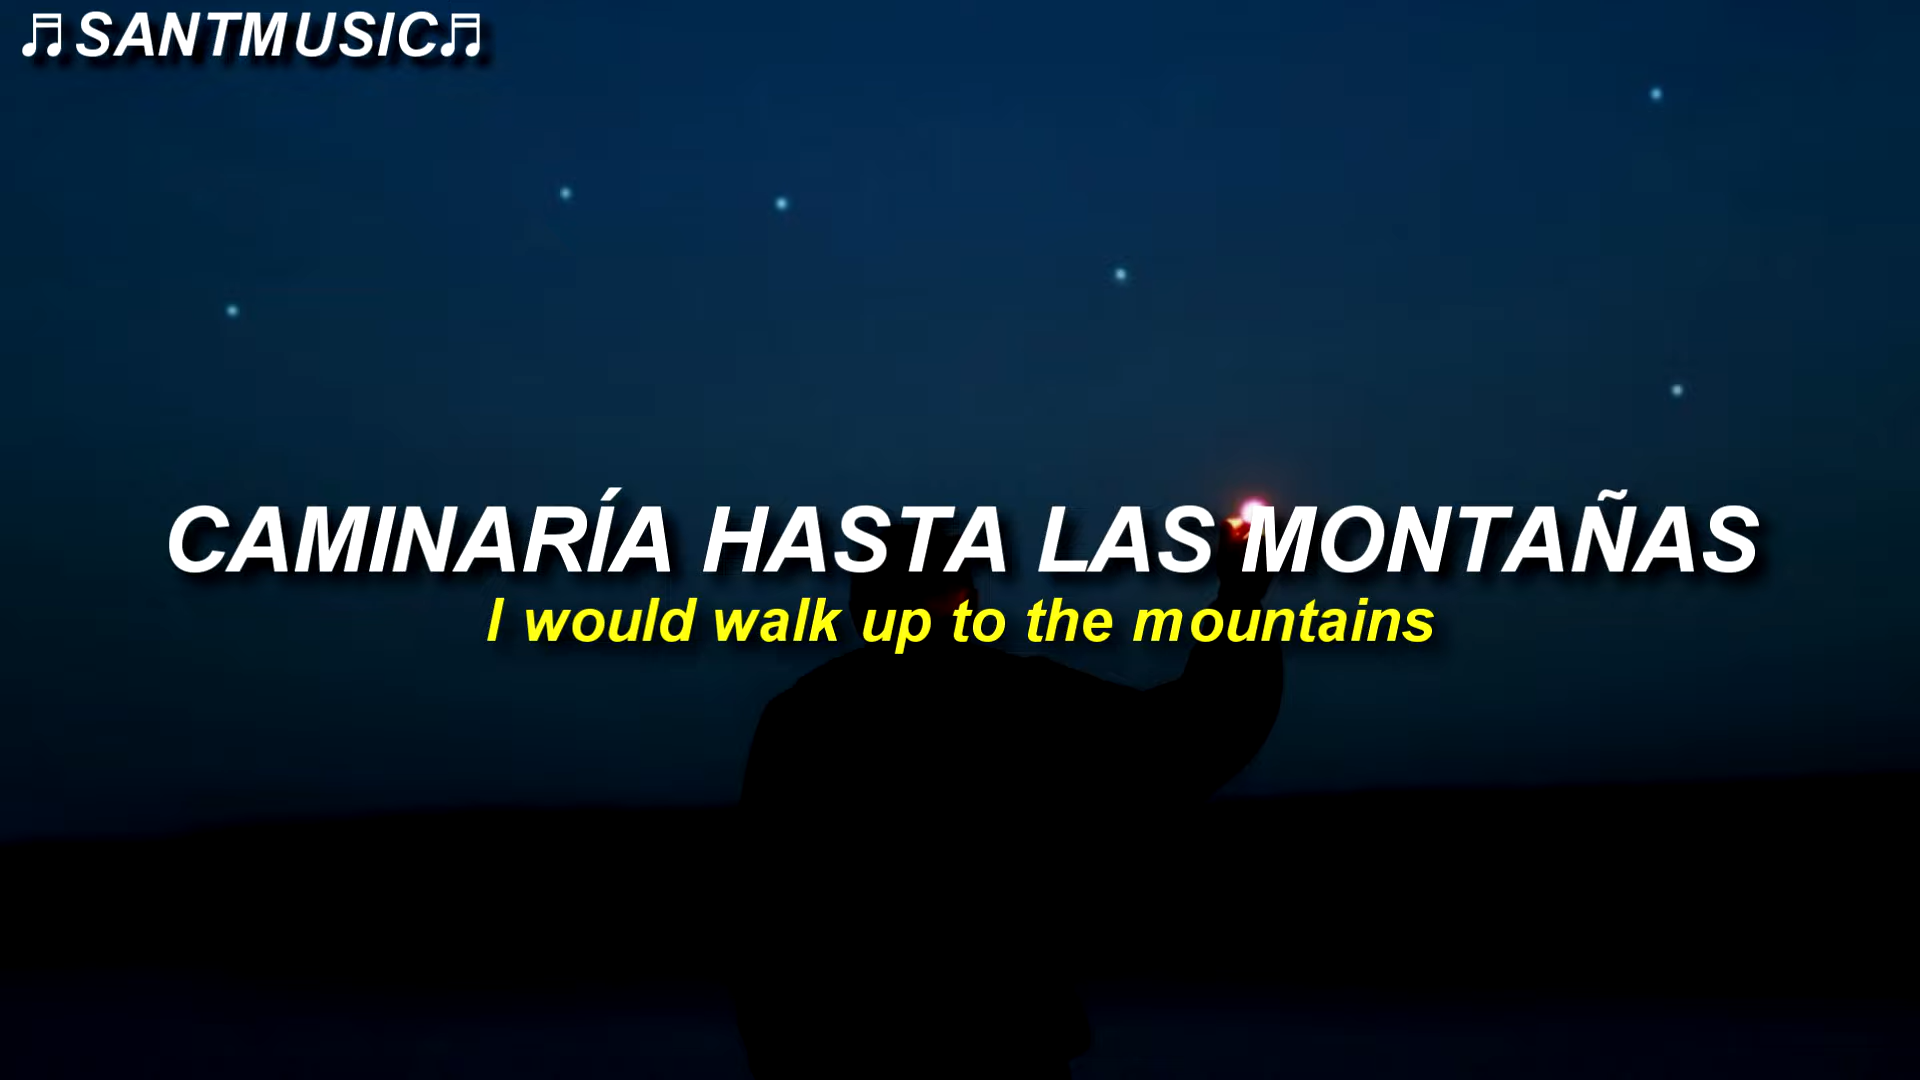 ♬SANTMUSIC♬
CAMINARÍA HASTA LAS MONTAÑAS
I would walk up to the mountains